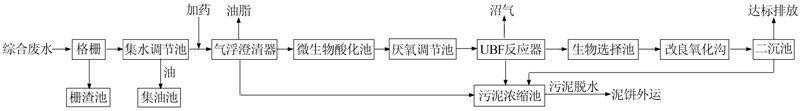 加药
油脂
沼气
达标排放
综合废水
格栅
集水调节池
气浮澄清器
微生物酸化池
厌氧调节池
UBF反应器
生物选择池
改良氧化沟
二沉池
油
栅渣池
集油池
污泥浓缩池
污泥脱水
泥饼外运